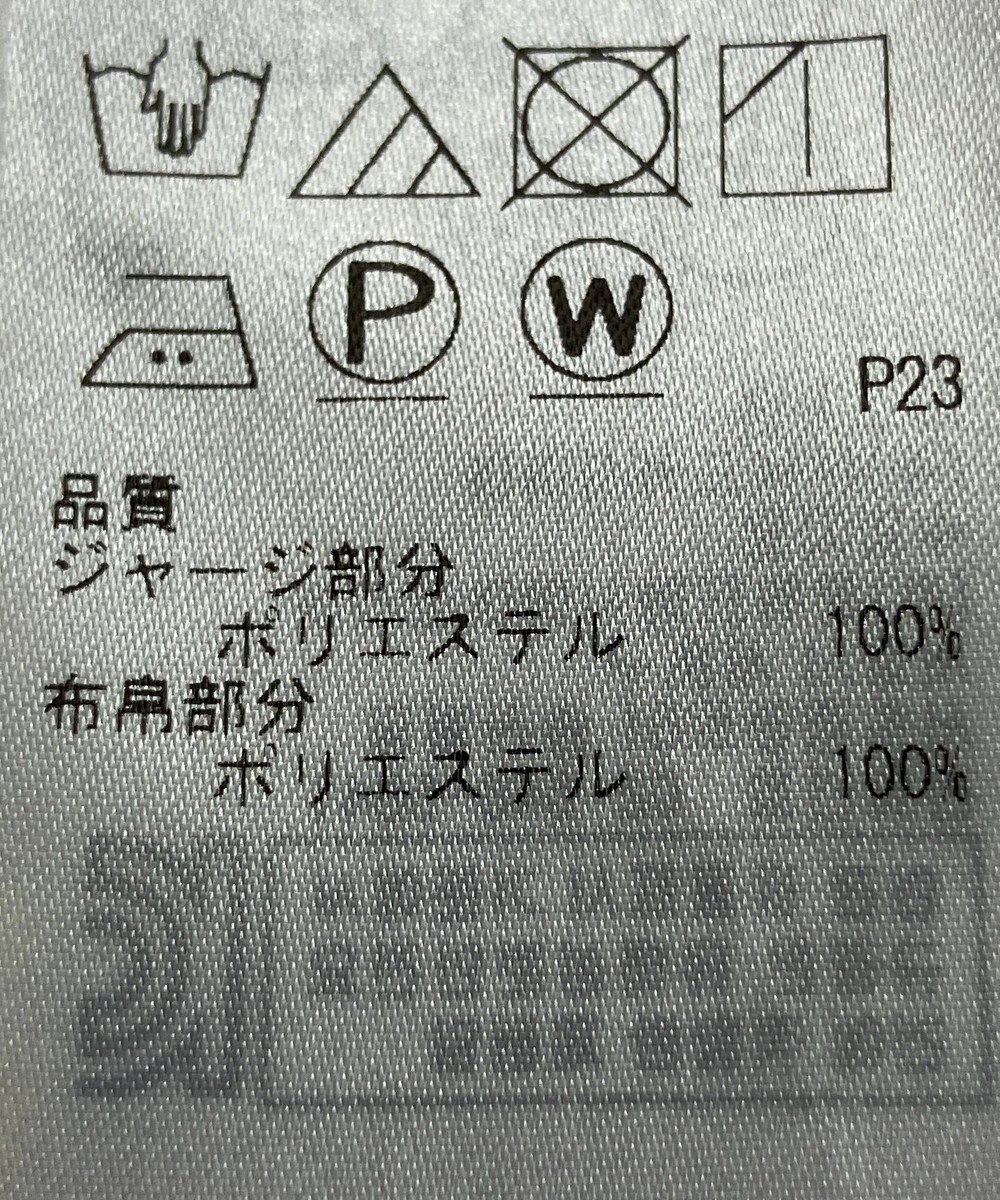 P W
P23
品質
ジャージ部分
ポリエステル 100%
布帛部分
ポリエステル 100%